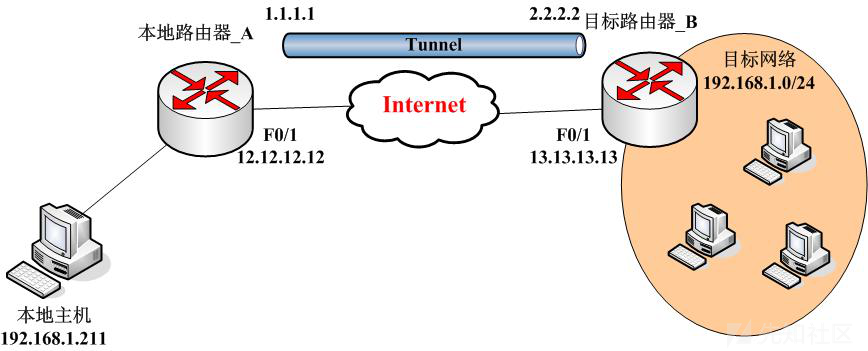 1.1.1.1
2.2.2.2
本地路由器_A
目标路由器_B
Tunnel
目标网络
192.168.1.0/24
Internet
F0/1
12.12.12.12
F0/1
13.13.13.13
本地主机
192.168.1.211
先知社区